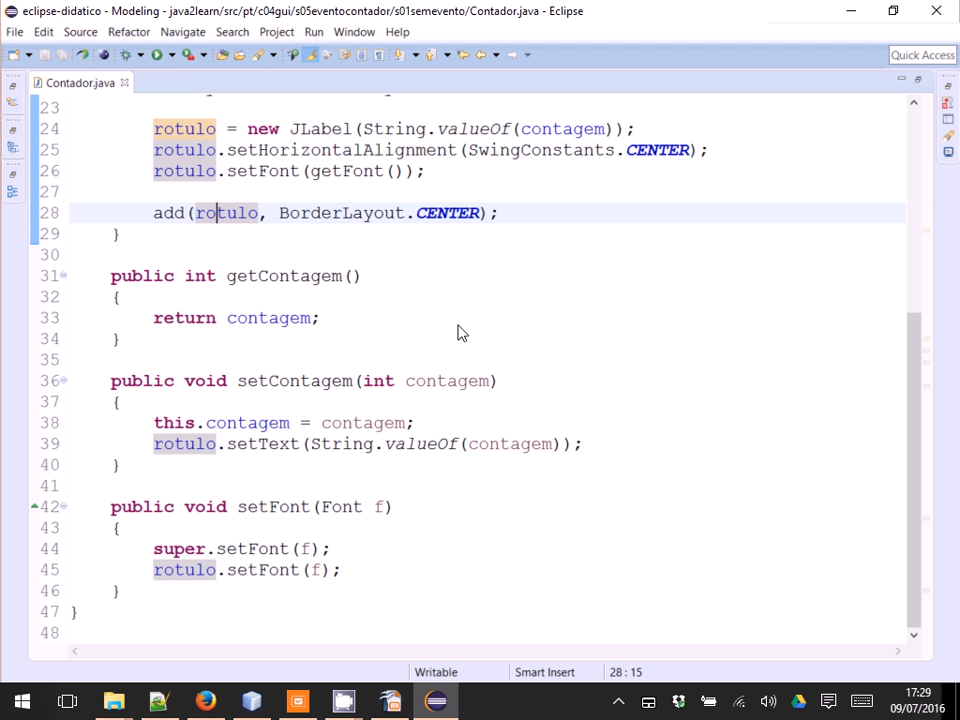 eclipse-didatico - Modeling - java2learn/src/pt/c04gui/s05eventocontador/s01semevento/Contador.java - Eclipse
File Edit Source Refactor Navigate Search Project Run Window Help
Quick Access
Contador.java
23
24 rotulo = new JLabel(String.valueOf(contagem));
25 rotulo.setHorizontalAlignment(SwingConstants.CENTER);
26 rotulo.setFont(getFont());
27
28 add(rotulo, BorderLayout.CENTER);
29 }
30
31 public int getContagem()
32 {
33 return contagem;
34 }
35
36 public void setContagem(int contagem)
37 {
38 this.contagem = contagem;
39 rotulo.setText(String.valueOf(contagem));
40 }
41
42 public void setFont(Font f)
43 {
44 super.setFont(f);
45 rotulo.setFont(f);
46 }
47 }
48
Writable Smart Insert 28 : 15
17:29
09/07/2016